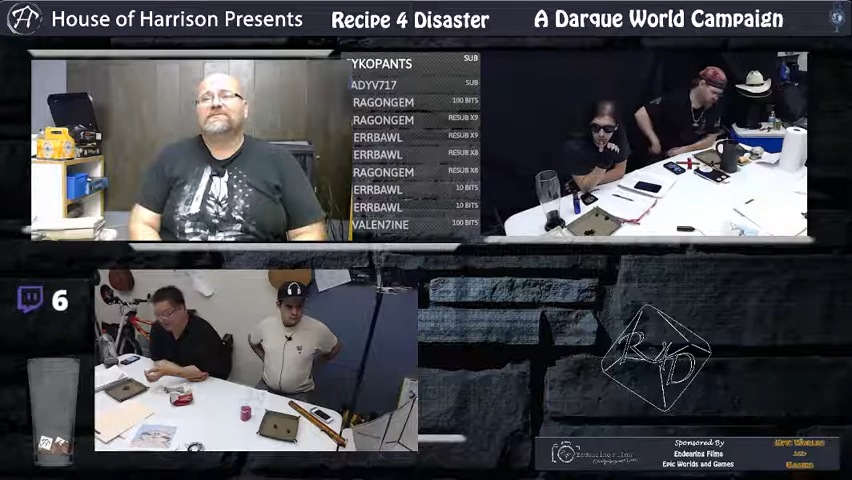 House of Harrison Presents
Recipe 4 Disaster
A Darque World Campaign
YKOPANTS SUB
ADYV717 SUB
RAGONGEM 100 BITS
RAGONGEM RESUB X9
ERRBAWL RESUB X9
ERRBAWL RESUB X8
RAGONGEM RESUB X8
ERRBAWL 10 BITS
ERRBAWL 10 BITS
VALEN7INE 100 BITS
6
R4D
Sponsored By
Endearing Films
Epic Worlds and Games